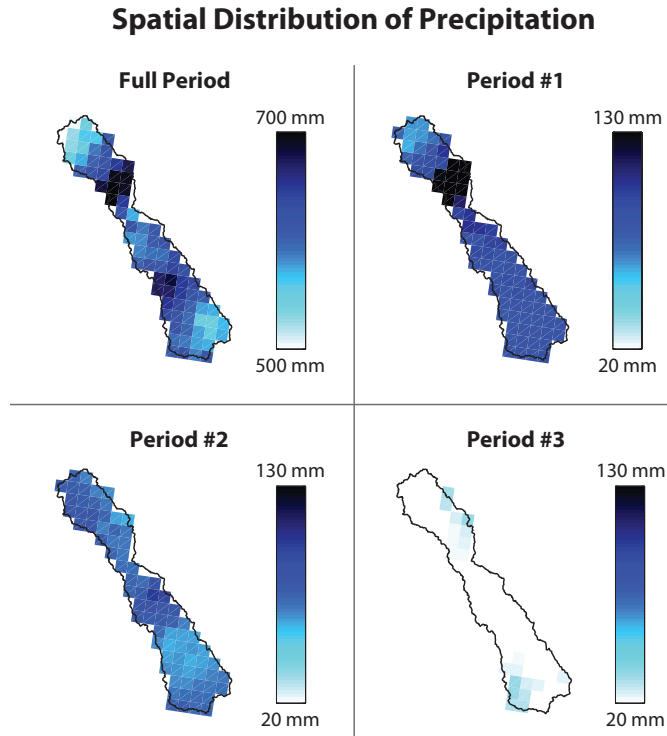 Spatial Distribution of Precipitation
Full Period
700 mm
500 mm
Period #1
130 mm
20 mm
Period #2
130 mm
20 mm
Period #3
130 mm
20 mm